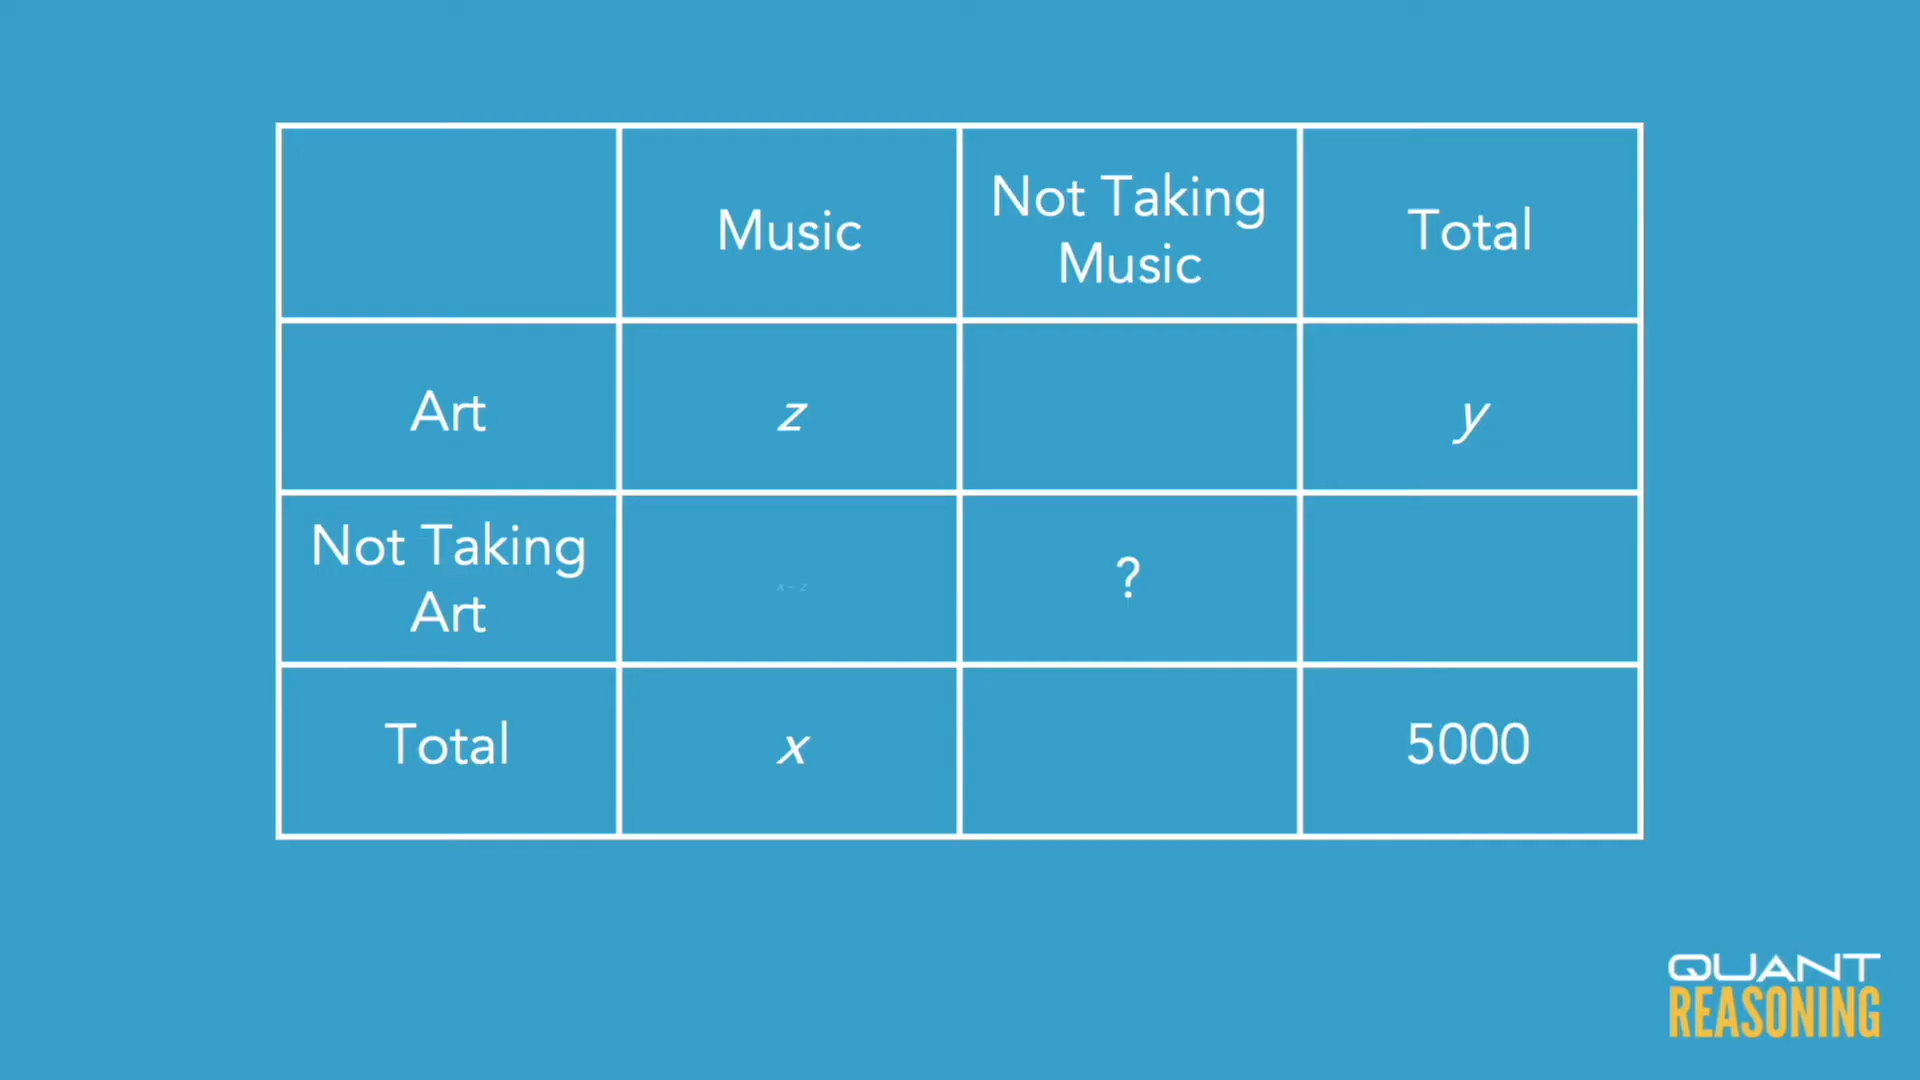 Music
Not Taking
Music
Total
Art
z
y
Not Taking
Art
x - z
?
Total
x
5000
QUANT
REASONING